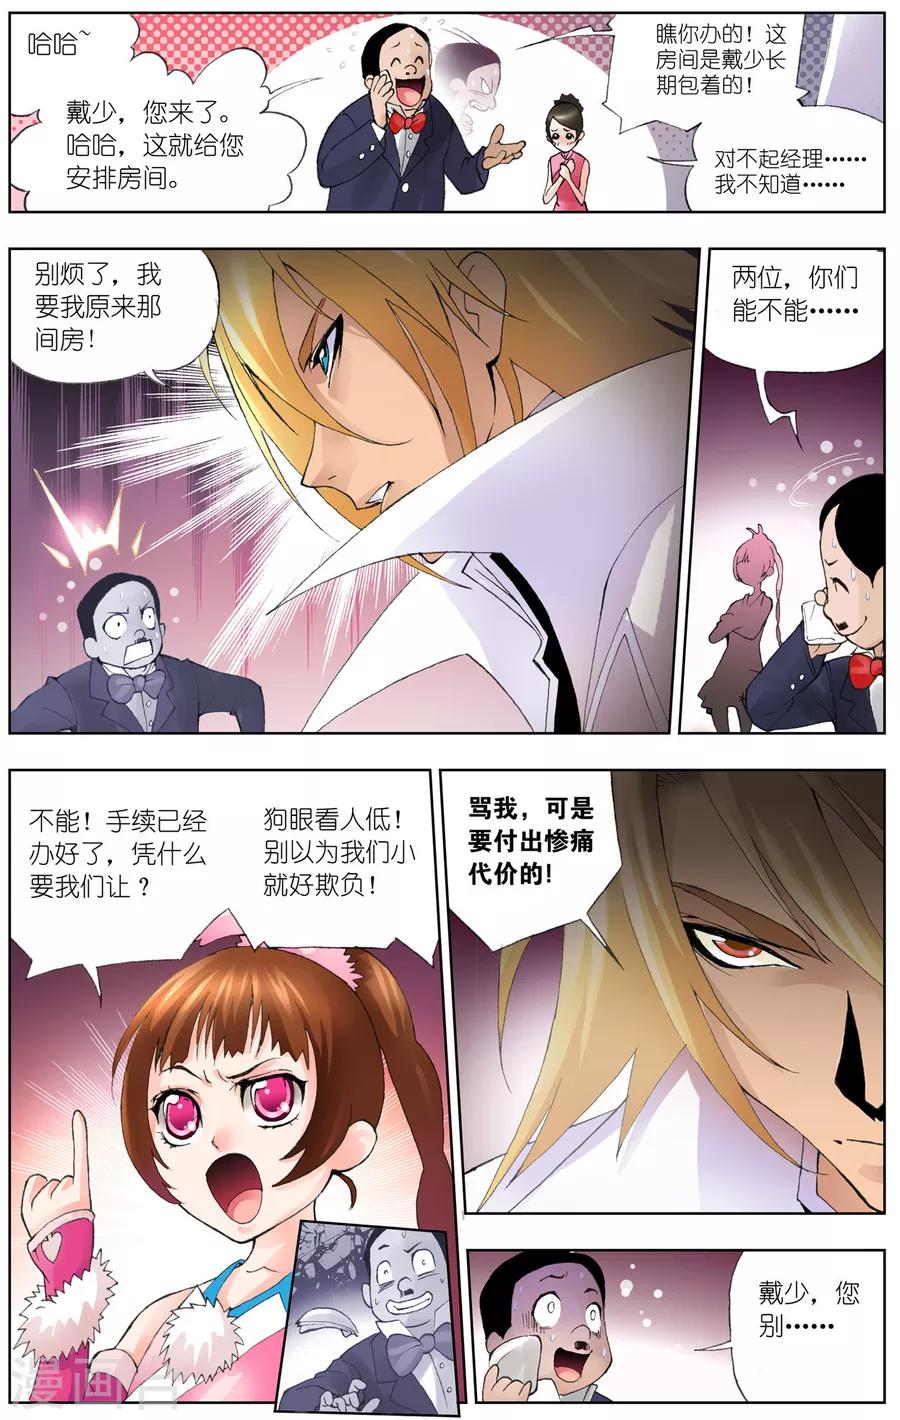 哈哈~
戴少，您来了。
哈哈，这就给您
安排房间。
瞧你办的！这
房间是戴少长
期包着的！
对不起经理……
我不知道……
别烦了，我
要我原来那
间房！
两位，你们
能不能……
不能！手续已经
办好了，凭什么
要我们让？
狗眼看人低！
别以为我们小
就好欺负！
骂我，可是
要付出惨痛
代价的！
戴少，您
别……
漫画台